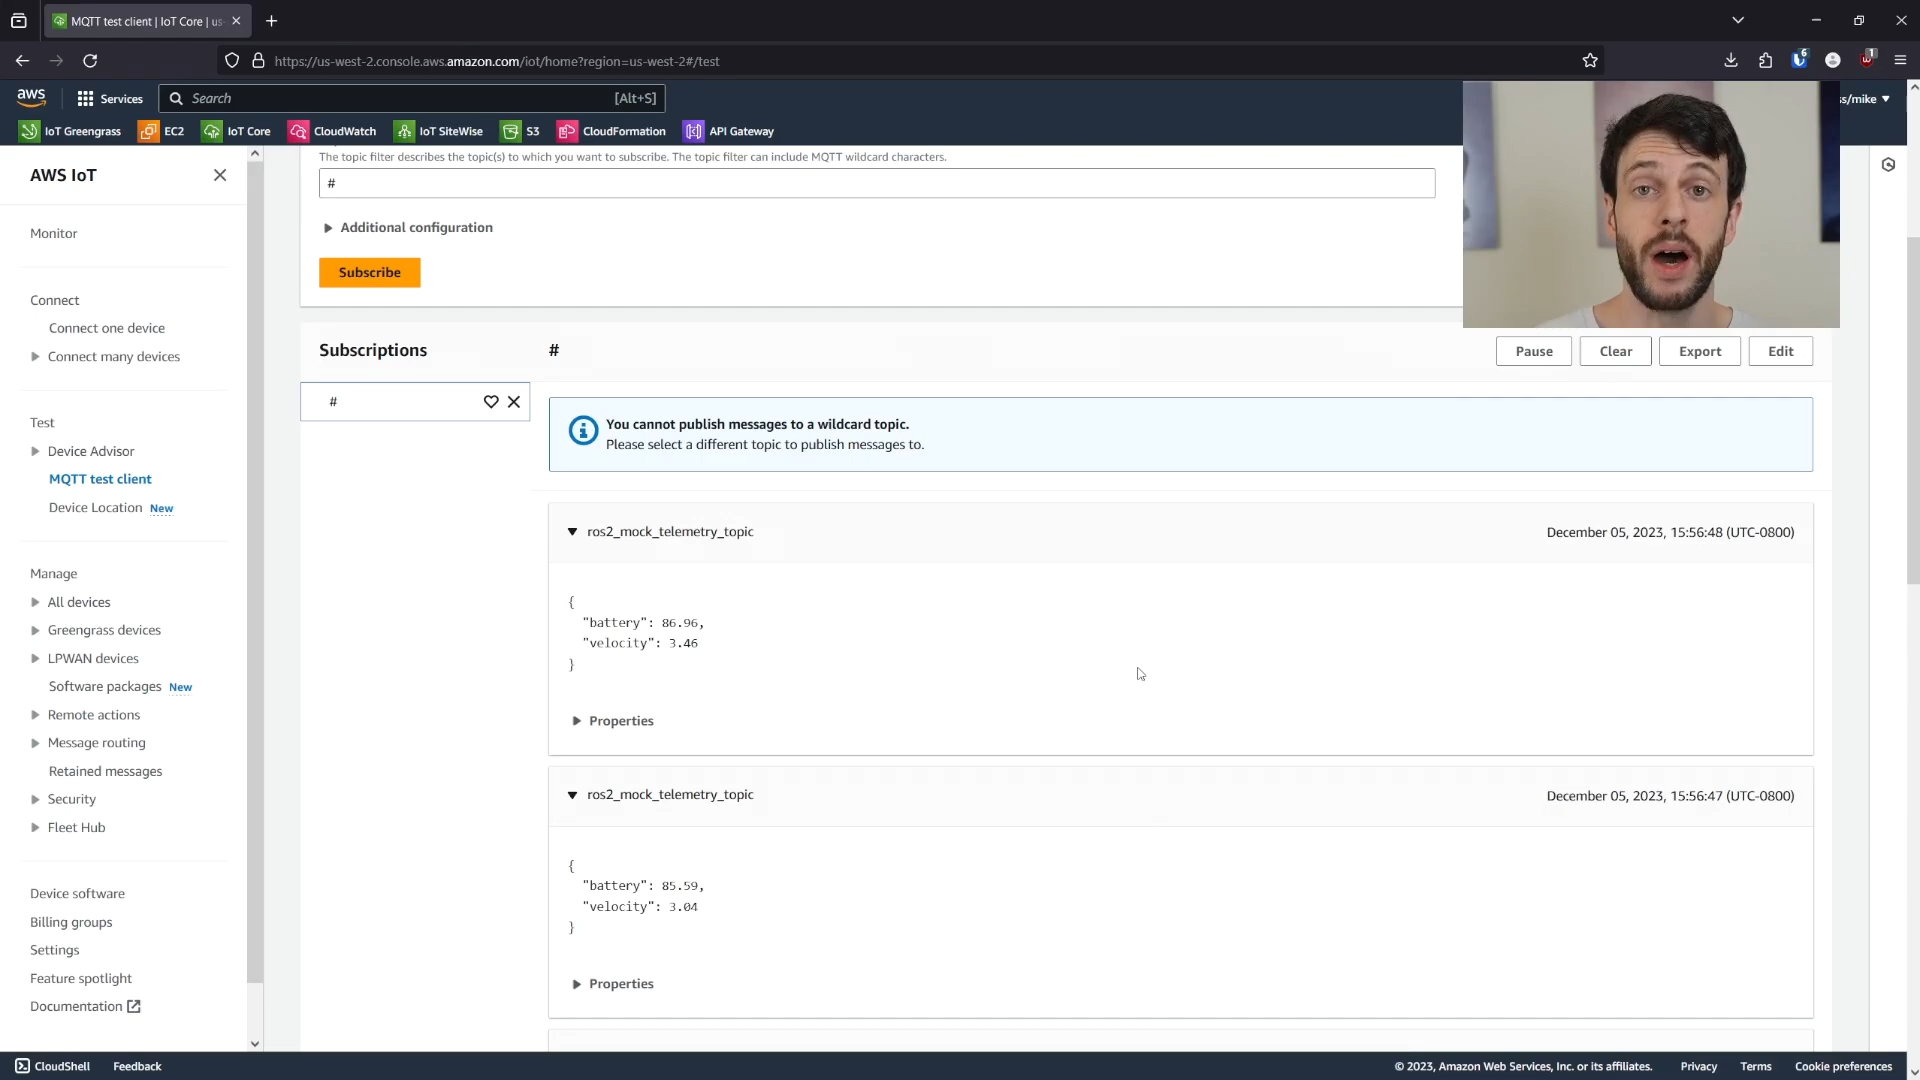 MQTT test client | IoT Core | us-
https://us-west-2.console.aws.amazon.com/iot/home?region=us-west-2#/test
6
1
aws
Services
Search
[Alt+S]
s/mike
IoT Greengrass
EC2
IoT Core
CloudWatch
IoT SiteWise
S3
CloudFormation
API Gateway
AWS IoT
Monitor
Connect
Connect one device
Connect many devices
Test
Device Advisor
MQTT test client
Device Location New
Manage
All devices
Greengrass devices
LPWAN devices
Software packages New
Remote actions
Message routing
Retained messages
Security
Fleet Hub
Device software
Billing groups
Settings
Feature spotlight
Documentation
The topic filter describes the topic(s) to which you want to subscribe. The topic filter can include MQTT wildcard characters.
#
Additional configuration
Subscribe
Subscriptions
#
#
Pause
Clear
Export
Edit
You cannot publish messages to a wildcard topic.
Please select a different topic to publish messages to.
ros2_mock_telemetry_topic
December 05, 2023, 15:56:48 (UTC-0800)
{
"battery": 86.96,
"velocity": 3.46
}
Properties
ros2_mock_telemetry_topic
December 05, 2023, 15:56:47 (UTC-0800)
{
"battery": 85.59,
"velocity": 3.04
}
Properties
CloudShell
Feedback
© 2023, Amazon Web Services, Inc. or its affiliates.
Privacy
Terms
Cookie preferences